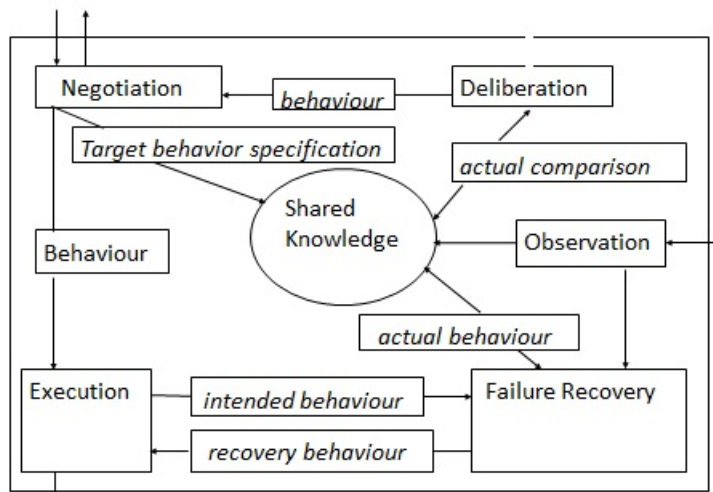 Negotiation
behaviour
Deliberation
Target behavior specification
actual comparison
Shared
Knowledge
Behaviour
Observation
actual behaviour
Execution
intended behaviour
Failure Recovery
recovery behaviour